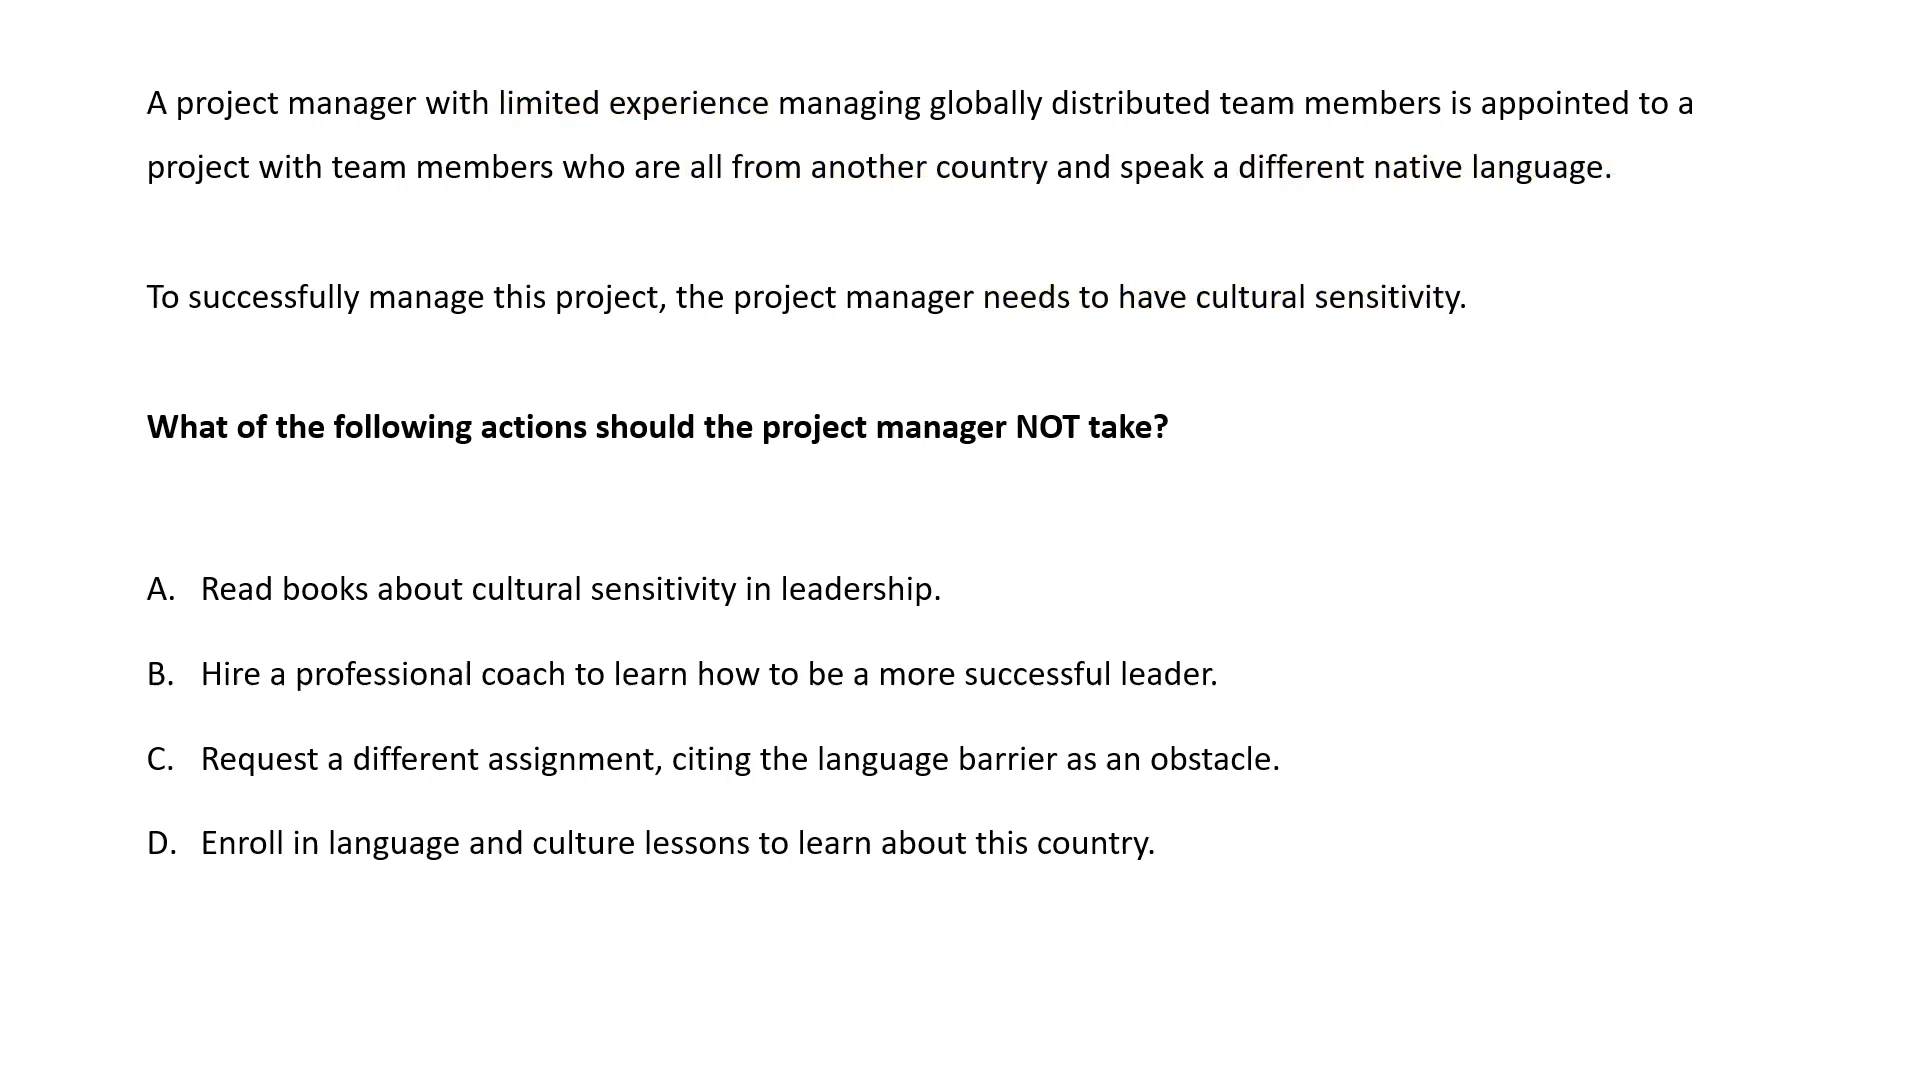 A project manager with limited experience managing globally distributed team members is appointed to a
project with team members who are all from another country and speak a different native language.
To successfully manage this project, the project manager needs to have cultural sensitivity.
What of the following actions should the project manager NOT take?
A. Read books about cultural sensitivity in leadership.
B. Hire a professional coach to learn how to be a more successful leader.
C. Request a different assignment, citing the language barrier as an obstacle.
D. Enroll in language and culture lessons to learn about this country.